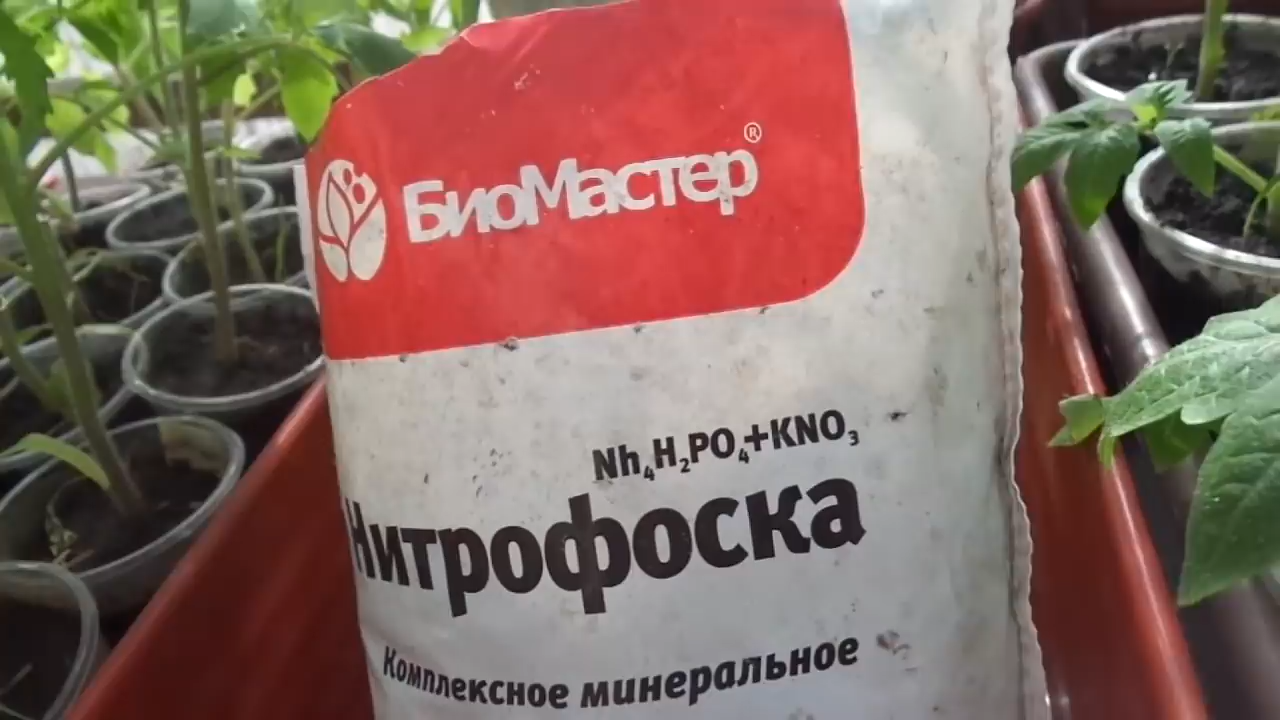 БиоМастер®
Nh₄H₂PO₄+KNO₃
Нитрофоска
Комплексное минеральное